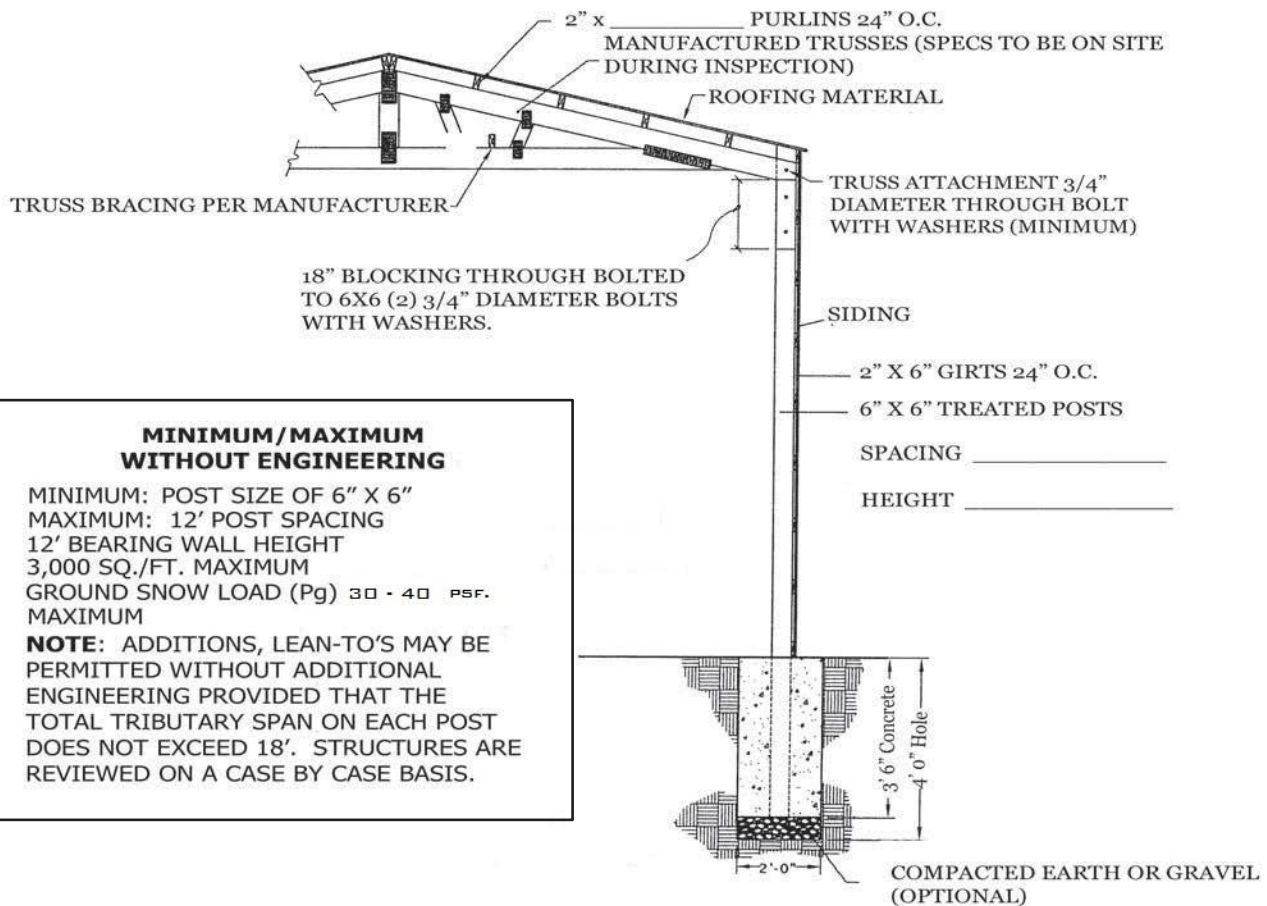 2” x __________ PURLINS 24” O.C.
MANUFACTURED TRUSSES (SPECS TO BE ON SITE
DURING INSPECTION)
ROOFING MATERIAL
TRUSS BRACING PER MANUFACTURER
TRUSS ATTACHMENT 3/4”
DIAMETER THROUGH BOLT
WITH WASHERS (MINIMUM)
18” BLOCKING THROUGH BOLTED
TO 6X6 (2) 3/4” DIAMETER BOLTS
WITH WASHERS.
SIDING
2” X 6” GIRTS 24” O.C.
6” X 6” TREATED POSTS
SPACING ______________
HEIGHT ______________
MINIMUM/MAXIMUM
WITHOUT ENGINEERING
MINIMUM: POST SIZE OF 6” X 6”
MAXIMUM: 12’ POST SPACING
12’ BEARING WALL HEIGHT
3,000 SQ./FT. MAXIMUM
GROUND SNOW LOAD (Pg) 30 - 40 PSF.
MAXIMUM
NOTE: ADDITIONS, LEAN-TO’S MAY BE
PERMITTED WITHOUT ADDITIONAL
ENGINEERING PROVIDED THAT THE
TOTAL TRIBUTARY SPAN ON EACH POST
DOES NOT EXCEED 18’. STRUCTURES ARE
REVIEWED ON A CASE BY CASE BASIS.
3’ 6” Concrete
4’ 0” Hole
2’-0”
COMPACTED EARTH OR GRAVEL
(OPTIONAL)